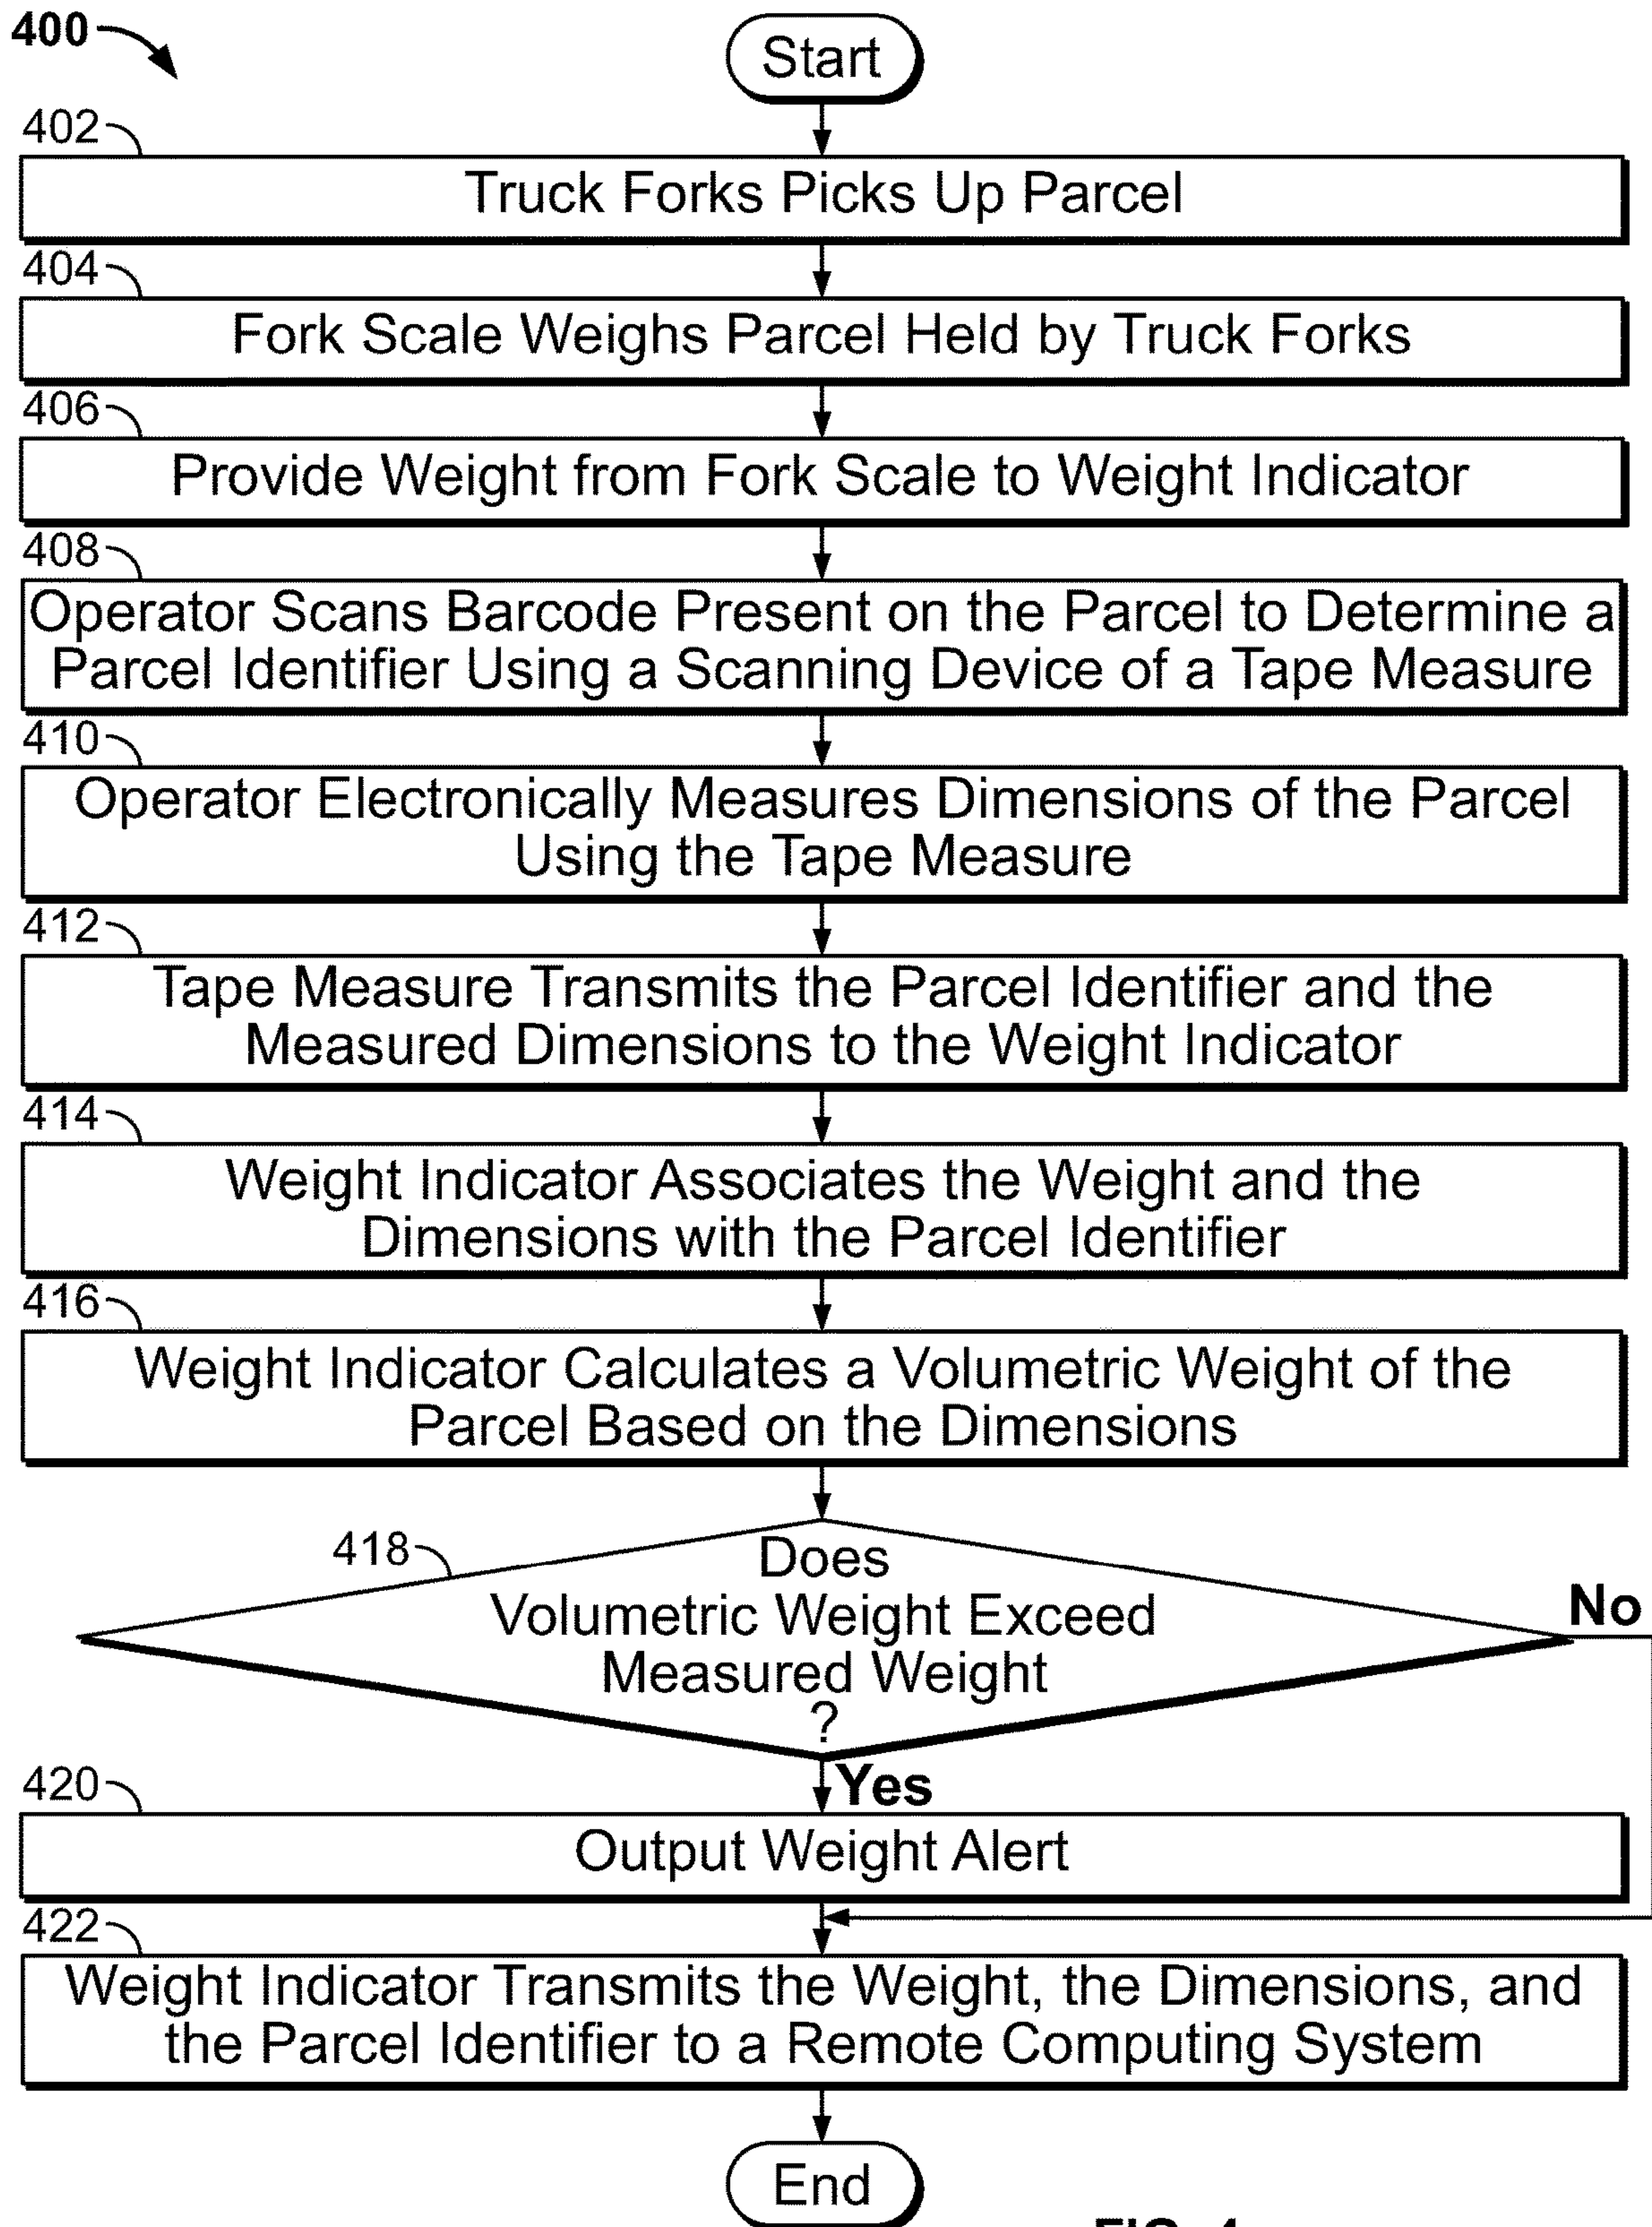 400
Start
402
Truck Forks Picks Up Parcel
404
Fork Scale Weighs Parcel Held by Truck Forks
406
Provide Weight from Fork Scale to Weight Indicator
408
Operator Scans Barcode Present on the Parcel to Determine a
Parcel Identifier Using a Scanning Device of a Tape Measure
410
Operator Electronically Measures Dimensions of the Parcel
Using the Tape Measure
412
Tape Measure Transmits the Parcel Identifier and the
Measured Dimensions to the Weight Indicator
414
Weight Indicator Associates the Weight and the
Dimensions with the Parcel Identifier
416
Weight Indicator Calculates a Volumetric Weight of the
Parcel Based on the Dimensions
418
Does
Volumetric Weight Exceed
Measured Weight
?
No
Yes
420
Output Weight Alert
422
Weight Indicator Transmits the Weight, the Dimensions, and
the Parcel Identifier to a Remote Computing System
End